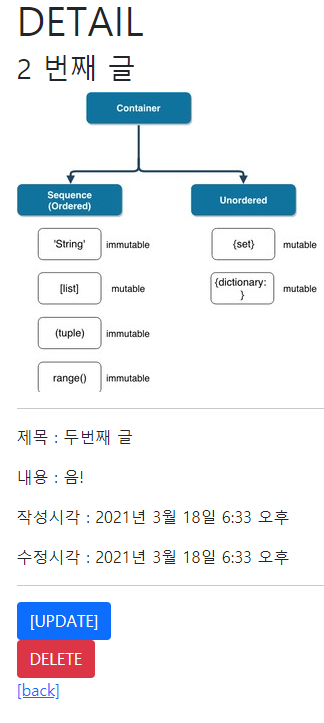 DETAIL
2 번째 글
Container
Sequence
(Ordered)
Unordered
'String' immutable
{set} mutable
[list] mutable
{dictionary:
} mutable
(tuple) immutable
range() immutable
제목 : 두번째 글
내용 : 음!
작성시각 : 2021년 3월 18일 6:33 오후
수정시각 : 2021년 3월 18일 6:33 오후
[UPDATE]
DELETE
[back]